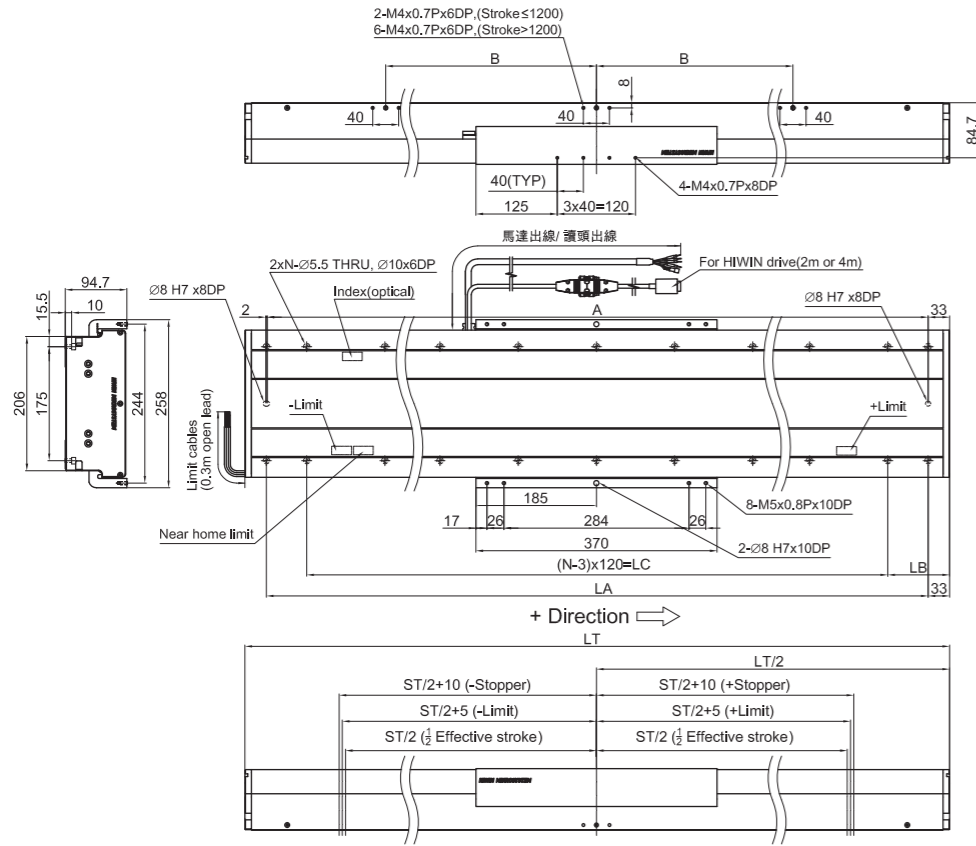 2-M4x0.7Px6DP,(Stroke≤1200)
6-M4x0.7Px6DP,(Stroke>1200)
B
B
8
40
40
40
84.7
40(TYP)
4-M4x0.7Px8DP
125
3x40=120
馬達出線/ 讀頭出線
2xN-Ø5.5 THRU, Ø10x6DP
For HIWIN drive(2m or 4m)
94.7
15.5
10
Ø8 H7 x8DP
Index(optical)
Ø8 H7 x8DP
2
A
33
206
175
244
258
-Limit
+Limit
Limit cables
(0.3m open lead)
185
8-M5x0.8Px10DP
17
26
284
26
Near home limit
370
2-Ø8 H7x10DP
(N-3)x120=LC
LB
LA
33
+ Direction
LT
LT/2
ST/2+10 (-Stopper)
ST/2+10 (+Stopper)
ST/2+5 (-Limit)
ST/2+5 (+Limit)
ST/2 (½ Effective stroke)
ST/2 (½ Effective stroke)